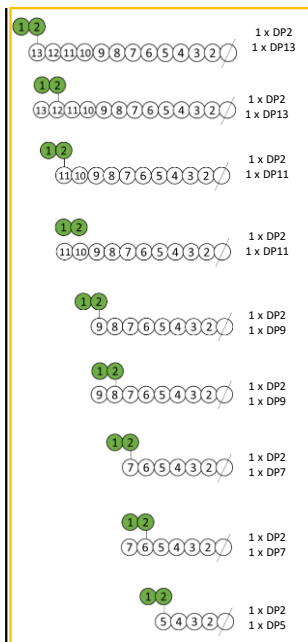 1 2
1 x DP2
13 12 11 10 9 8 7 6 5 4 3 2
1 x DP13
1 2
1 x DP2
13 12 11 10 9 8 7 6 5 4 3 2
1 x DP13
1 2
1 x DP2
11 10 9 8 7 6 5 4 3 2
1 x DP11
1 2
1 x DP2
11 10 9 8 7 6 5 4 3 2
1 x DP11
1 2
1 x DP2
9 8 7 6 5 4 3 2
1 x DP9
1 2
1 x DP2
9 8 7 6 5 4 3 2
1 x DP9
1 2
1 x DP2
7 6 5 4 3 2
1 x DP7
1 2
1 x DP2
7 6 5 4 3 2
1 x DP7
1 2
1 x DP2
5 4 3 2
1 x DP5